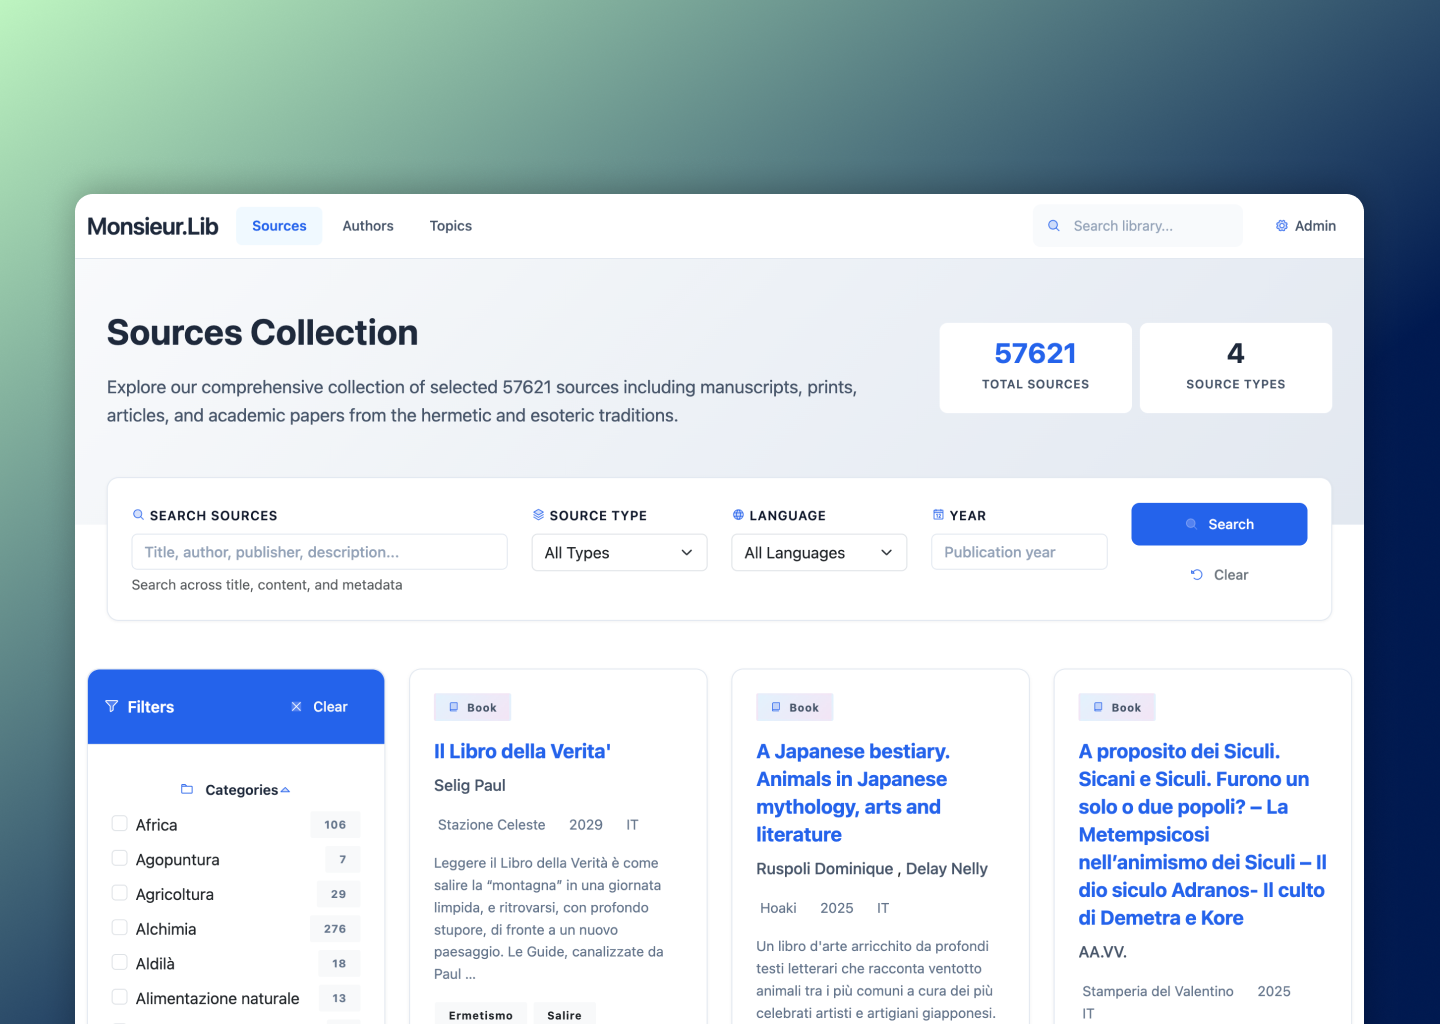 Monsieur.Lib
Sources
Authors
Topics
Search library...
Admin
Sources Collection
Explore our comprehensive collection of selected 57621 sources including manuscripts, prints,
articles, and academic papers from the hermetic and esoteric traditions.
57621
TOTAL SOURCES
4
SOURCE TYPES
SEARCH SOURCES
Title, author, publisher, description...
Search across title, content, and metadata
SOURCE TYPE
All Types
LANGUAGE
All Languages
YEAR
Publication year
Search
Clear
Filters
Clear
Categories
Africa 106
Agopuntura 7
Agricoltura 29
Alchimia 276
Aldilà 18
Alimentazione naturale 13
Book
Il Libro della Verita'
Selig Paul
Stazione Celeste 2029 IT
Leggere il Libro della Verità è come
salire la “montagna” in una giornata
limpida, e ritrovarsi, con profondo
stupore, di fronte a un nuovo
paesaggio. Le Guide, canalizzate da
Paul ...
Ermetismo Salire
Book
A Japanese bestiary.
Animals in Japanese
mythology, arts and
literature
Ruspoli Dominique , Delay Nelly
Hoaki 2025 IT
Un libro d'arte arricchito da profondi
testi letterari che racconta ventotto
animali tra i più comuni a cura dei più
celebrati artisti e artigiani giapponesi.
Book
A proposito dei Siculi.
Sicani e Siculi. Furono un
solo o due popoli? – La
Metempsicosi
nell’animismo dei Siculi – Il
dio siculo Adranos- Il culto
di Demetra e Kore
AA.VV.
Stamperia del Valentino 2025
IT